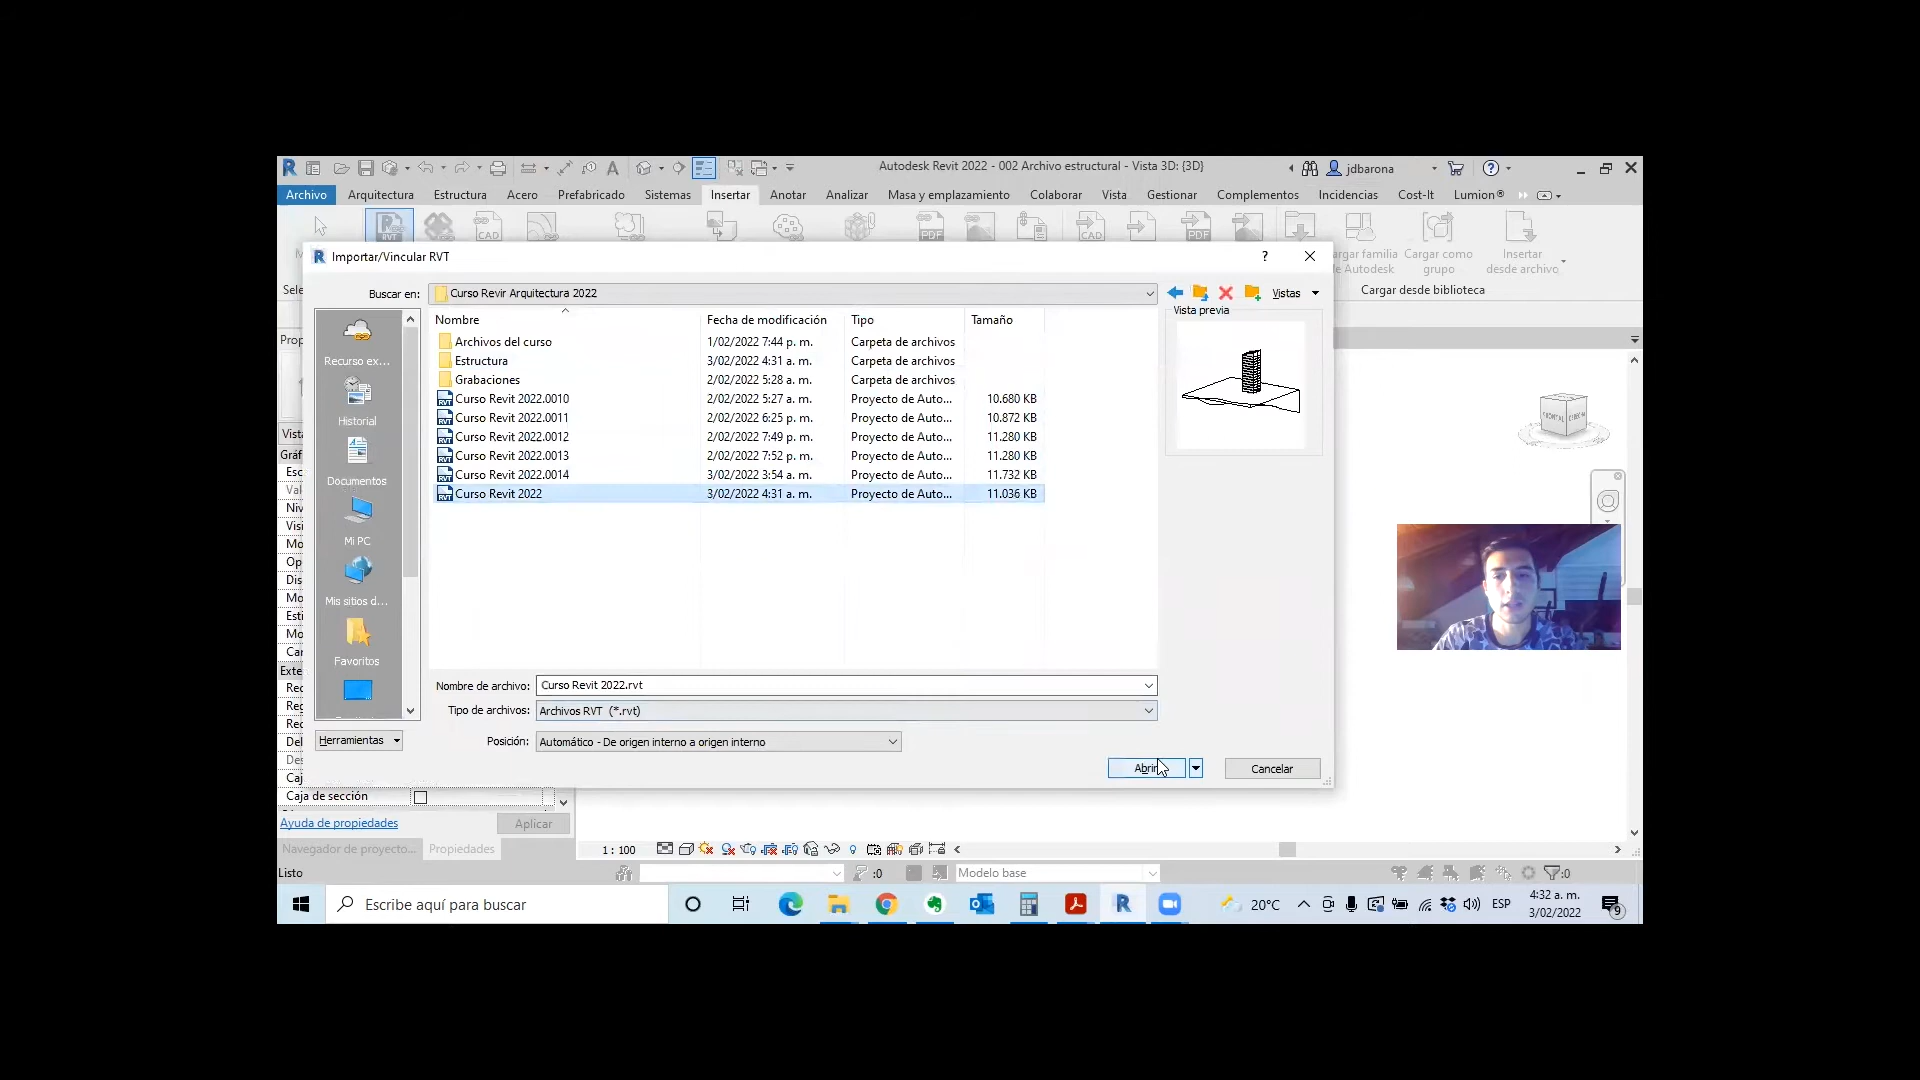 Autodesk Revit 2022 - 002 Archivo estructural - Vista 3D: {3D}
jdbarona
Archivo Arquitectura Estructura Acero Prefabricado Sistemas Insertar Anotar Analizar Masa y emplazamiento Colaborar Vista Gestionar Complementos Incidencias Cost-It Lumion®
Cargar como grupo
Insertar desde archivo
Cargar desde biblioteca
Importar/Vincular RVT
Buscar en: Curso Revir Arquitectura 2022
Vistas
Nombre Fecha de modificación Tipo Tamaño
Vista previa
Archivos del curso 1/02/2022 7:44 p. m. Carpeta de archivos
Estructura 3/02/2022 4:31 a. m. Carpeta de archivos
Grabaciones 2/02/2022 5:28 a. m. Carpeta de archivos
Curso Revit 2022.0010 2/02/2022 5:27 a. m. Proyecto de Auto... 10.680 KB
Curso Revit 2022.0011 2/02/2022 6:25 p. m. Proyecto de Auto... 10.872 KB
Curso Revit 2022.0012 2/02/2022 7:49 p. m. Proyecto de Auto... 11.280 KB
Curso Revit 2022.0013 2/02/2022 7:52 p. m. Proyecto de Auto... 11.280 KB
Curso Revit 2022.0014 3/02/2022 3:54 a. m. Proyecto de Auto... 11.732 KB
Curso Revit 2022 3/02/2022 4:31 a. m. Proyecto de Auto... 11.036 KB
Recurso ex...
Historial
Documentos
Mi PC
Mis sitios d...
Favoritos
Nombre de archivo: Curso Revit 2022.rvt
Tipo de archivos: Archivos RVT (*.rvt)
Herramientas
Posición: Automático - De origen interno a origen interno
Abrir
Cancelar
Caja de sección
Ayuda de propiedades Aplicar
Navegador de proyecto... Propiedades
1 : 100
Listo
:0
Modelo base
:0
Escribe aquí para buscar
20°C
ESP
4:32 a. m.
3/02/2022
9